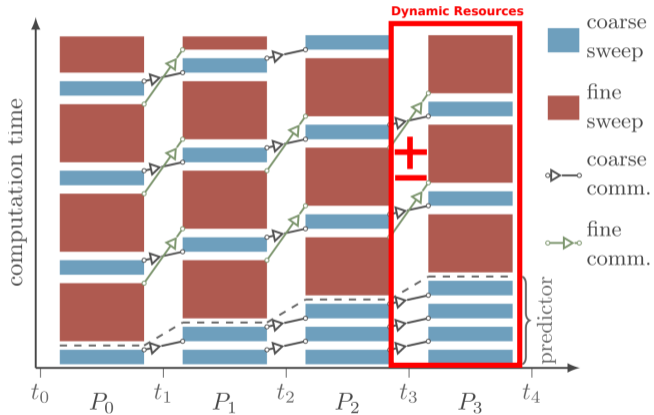 Dynamic Resources
coarse
sweep
fine
sweep
coarse
comm.
fine
comm.
computation time
+
−
predictor
t₀ P₀ t₁ P₁ t₂ P₂ t₃ P₃ t₄